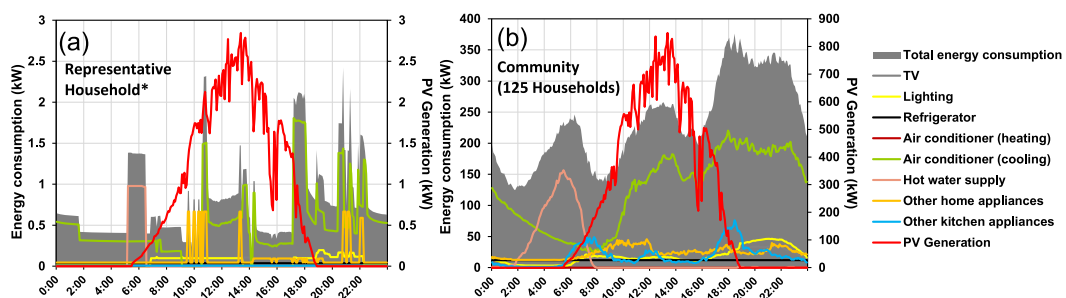 (a)
Representative
Household*
Energy consumption (kW)
3
2.5
2
1.5
1
0.5
0
3
2.5
2
1.5
1
0.5
0
PV Generation
(kW)
0:00
2:00
4:00
6:00
8:00
10:00
12:00
14:00
16:00
18:00
20:00
22:00
(b)
Community
(125 Households)
Energy consumption (kW)
400
350
300
250
200
150
100
50
0
900
800
700
600
500
400
300
200
100
0
PV Generation
(kW)
0:00
2:00
4:00
6:00
8:00
10:00
12:00
14:00
16:00
18:00
20:00
22:00
Total energy consumption
TV
Lighting
Refrigerator
Air conditioner (heating)
Air conditioner (cooling)
Hot water supply
Other home appliances
Other kitchen appliances
PV Generation